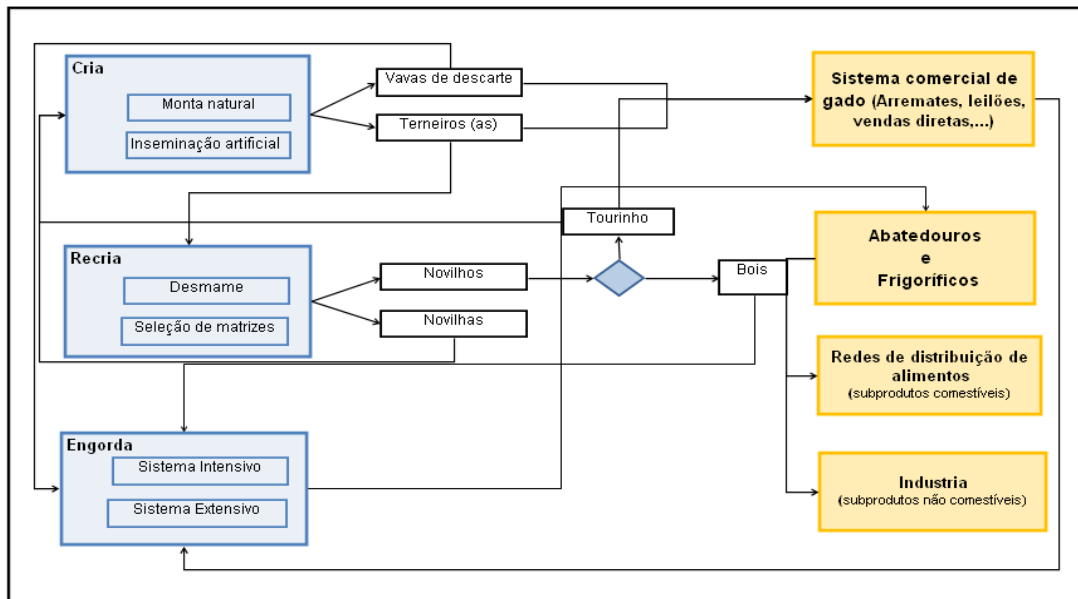 Cria
Monta natural
Inseminação artificial
Vavas de descarte
Terneiros (as)
Sistema comercial de
gado (Arremates, leilões,
vendas diretas,...)
Tourinho
Recria
Desmame
Seleção de matrizes
Novilhos
Novilhas
Bois
Abatedouros
e
Frigoríficos
Redes de distribuição de
alimentos
(subprodutos comestíveis)
Engorda
Sistema Intensivo
Sistema Extensivo
Industria
(subprodutos não comestíveis)